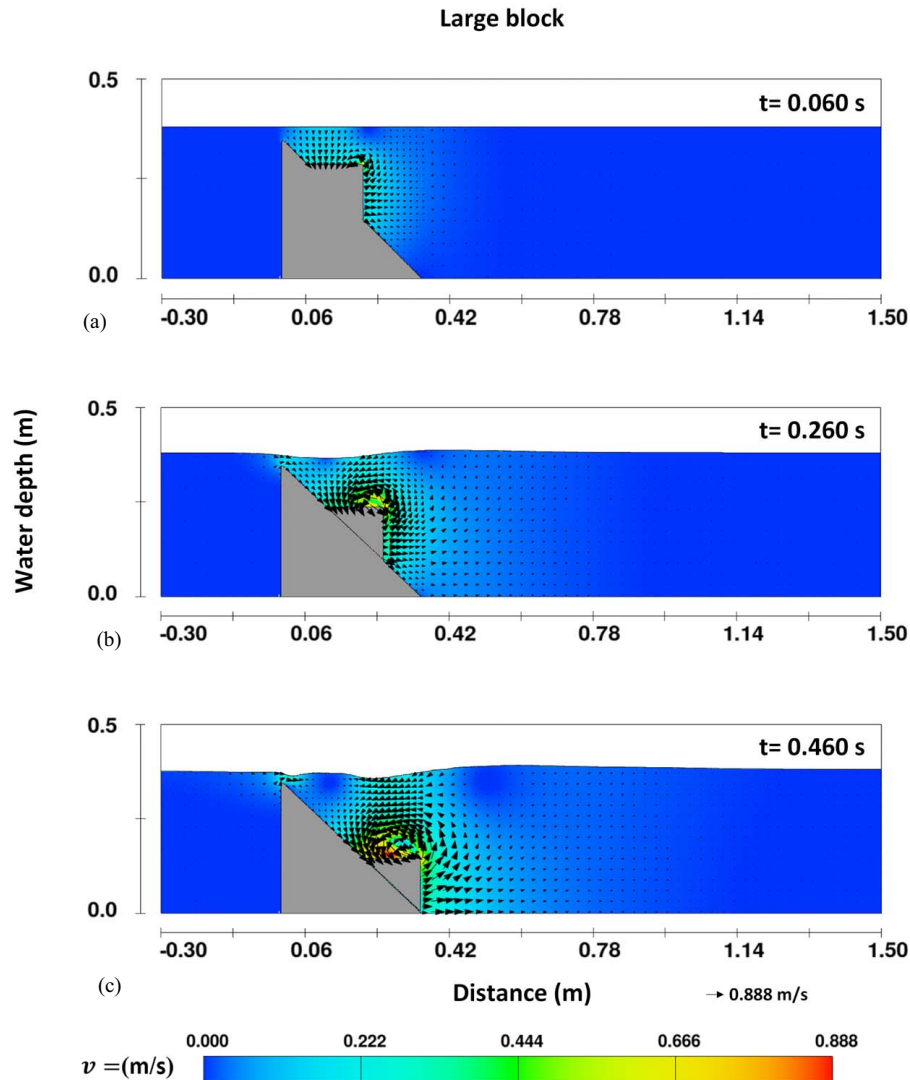 Large block
0.5
t= 0.060 s
0.0
(a)
-0.30 0.06 0.42 0.78 1.14 1.50
0.5
t= 0.260 s
Water depth (m)
0.0
(b)
-0.30 0.06 0.42 0.78 1.14 1.50
0.5
t= 0.460 s
0.0
-0.30 0.06 0.42 0.78 1.14 1.50
(c)
Distance (m)
0.888 m/s
0.000 0.222 0.444 0.666 0.888
v =(m/s)